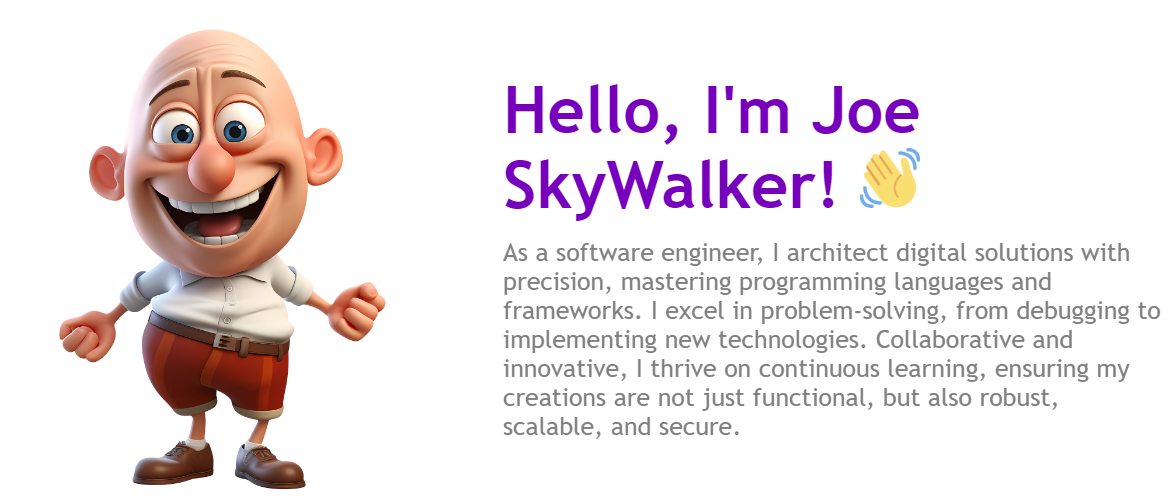 Hello, I'm Joe
SkyWalker! 👋
As a software engineer, I architect digital solutions with
precision, mastering programming languages and
frameworks. I excel in problem-solving, from debugging to
implementing new technologies. Collaborative and
innovative, I thrive on continuous learning, ensuring my
creations are not just functional, but also robust,
scalable, and secure.